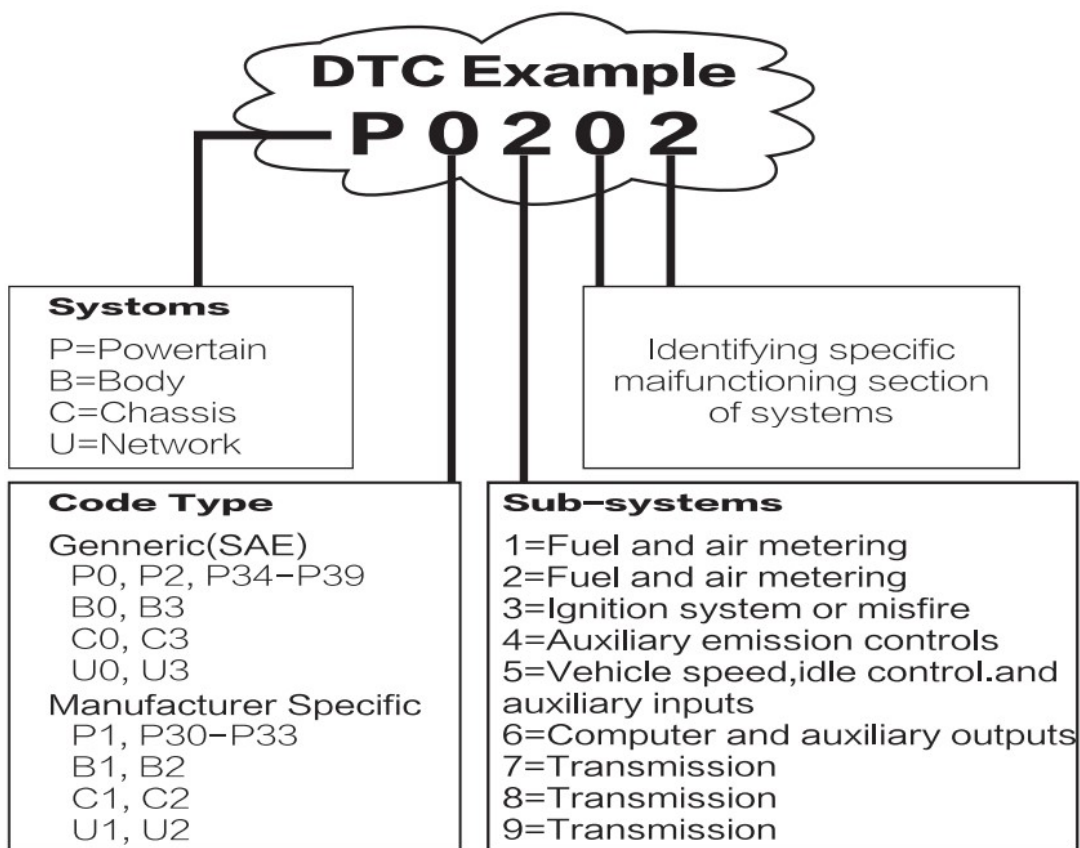 DTC Example
P0202
Systoms
P=Powertain
B=Body
C=Chassis
U=Network
Identifying specific
maifunctioning section
of systems
Code Type
Genneric(SAE)
P0, P2, P34-P39
B0, B3
C0, C3
U0, U3
Manufacturer Specific
P1, P30-P33
B1, B2
C1, C2
U1, U2
Sub-systems
1=Fuel and air metering
2=Fuel and air metering
3=Ignition system or misfire
4=Auxiliary emission controls
5=Vehicle speed,idle control.and
auxiliary inputs
6=Computer and auxiliary outputs
7=Transmission
8=Transmission
9=Transmission